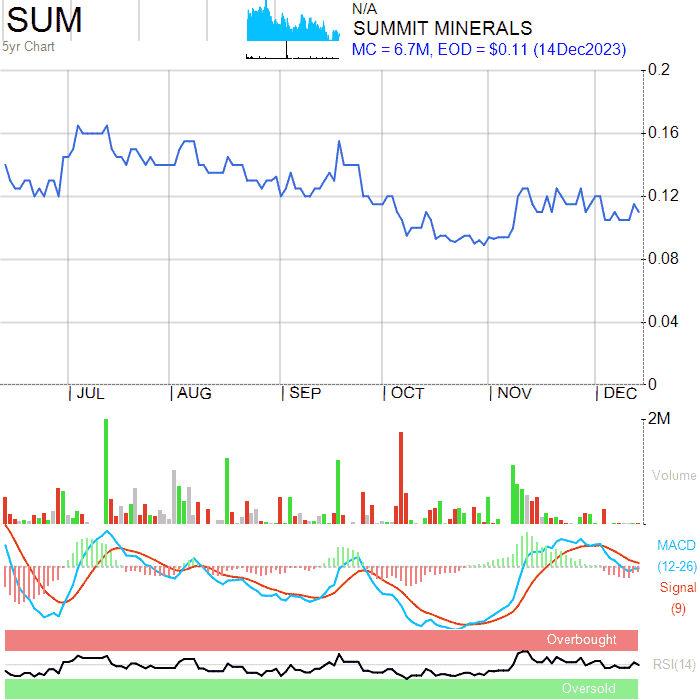 SUM
5yr Chart
N/A
SUMMIT MINERALS
MC = 6.7M, EOD = $0.11 (14Dec2023)
0.2
0.16
0.12
0.08
0.04
0
JUL AUG SEP OCT NOV DEC
2M
Volume
MACD
(12-26)
Signal
(9)
Overbought
RSI(14)
Oversold